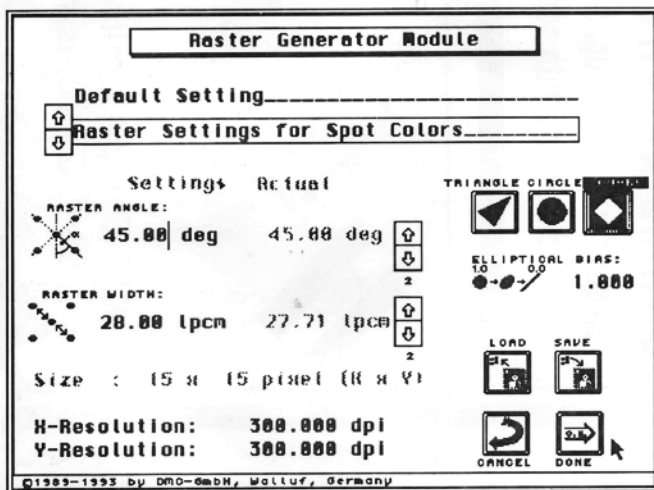 Raster Generator Module
Default Setting
Raster Settings for Spot Colors
Settings Actual
RASTER ANGLE:
45.00 deg 45.00 deg
2
RASTER WIDTH:
20.00 lpcm 27.71 lpcm
2
Size : 15 x 15 pixel (X x Y)
X-Resolution: 300.000 dpi
Y-Resolution: 300.000 dpi
TRIANGLE CIRCLE
ELLIPTICAL BIAS:
1.0 0.0
1.000
LOAD SAVE
CANCEL DONE
©1989-1993 by DMC-GmbH, Walluf, Germany